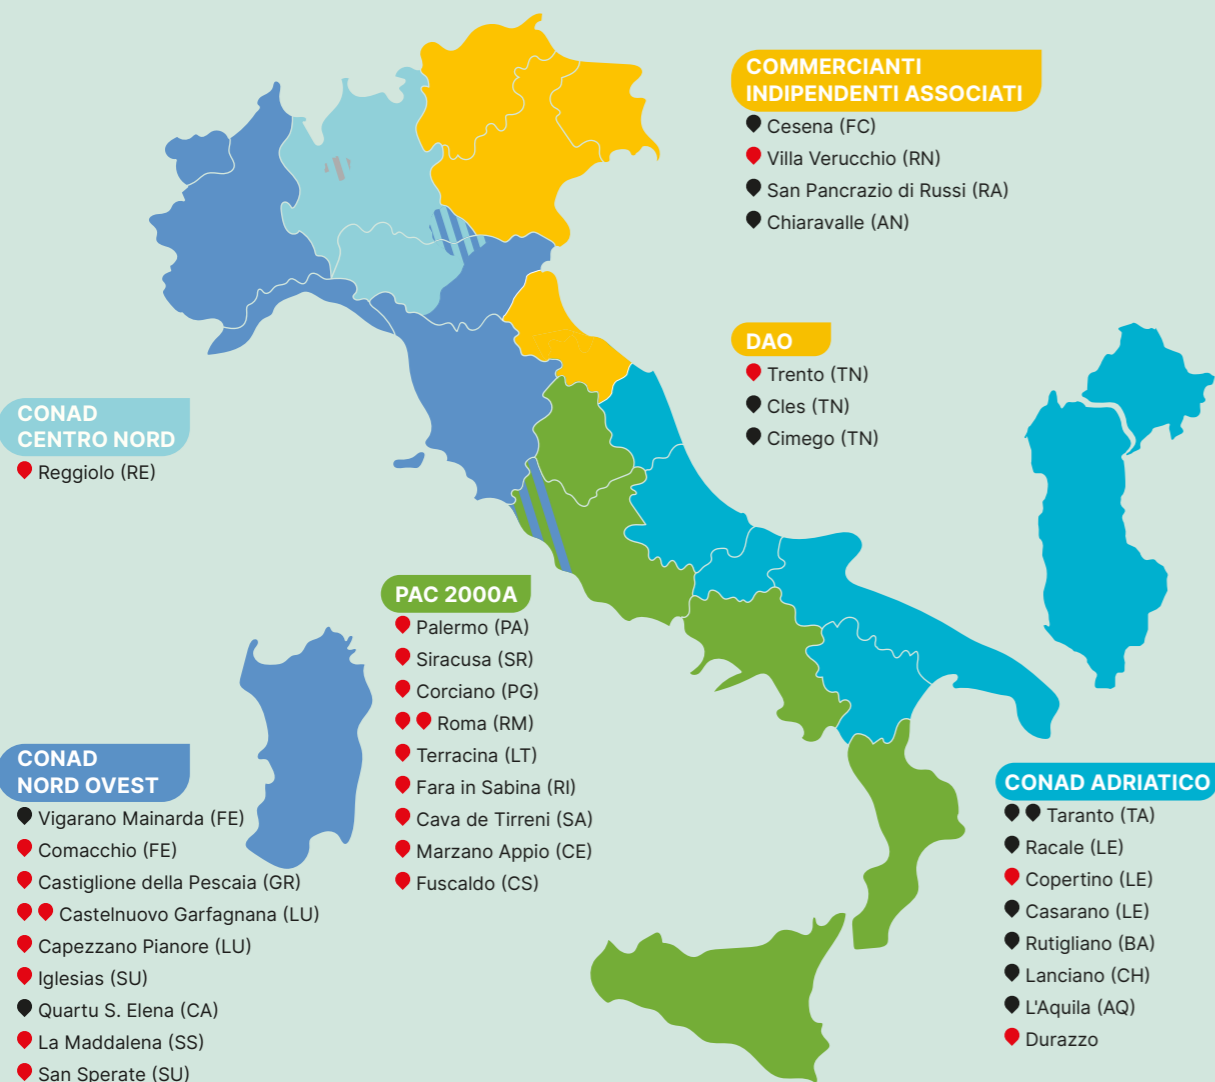 COMMERCIANTI
INDIPENDENTI ASSOCIATI
Cesena (FC)
Villa Verucchio (RN)
San Pancrazio di Russi (RA)
Chiaravalle (AN)
DAO
Trento (TN)
Cles (TN)
Cimego (TN)
CONAD
CENTRO NORD
Reggiolo (RE)
PAC 2000A
Palermo (PA)
Siracusa (SR)
Corciano (PG)
Roma (RM)
Terracina (LT)
Fara in Sabina (RI)
Cava de Tirreni (SA)
Marzano Appio (CE)
Fuscaldo (CS)
CONAD
NORD OVEST
Vigarano Mainarda (FE)
Comacchio (FE)
Castiglione della Pescaia (GR)
Castelnuovo Garfagnana (LU)
Capezzano Pianore (LU)
Iglesias (SU)
Quartu S. Elena (CA)
La Maddalena (SS)
San Sperate (SU)
CONAD ADRIATICO
Taranto (TA)
Racale (LE)
Copertino (LE)
Casarano (LE)
Rutigliano (BA)
Lanciano (CH)
L'Aquila (AQ)
Durazzo